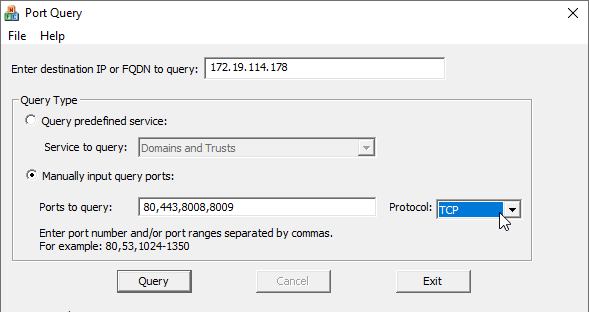 Port Query
File Help
Enter destination IP or FQDN to query: 172.19.114.178
Query Type
Query predefined service:
Service to query: Domains and Trusts
Manually input query ports:
Ports to query: 80,443,8008,8009 Protocol: TCP
Enter port number and/or port ranges separated by commas.
For example: 80,53,1024-1350
Query Cancel Exit